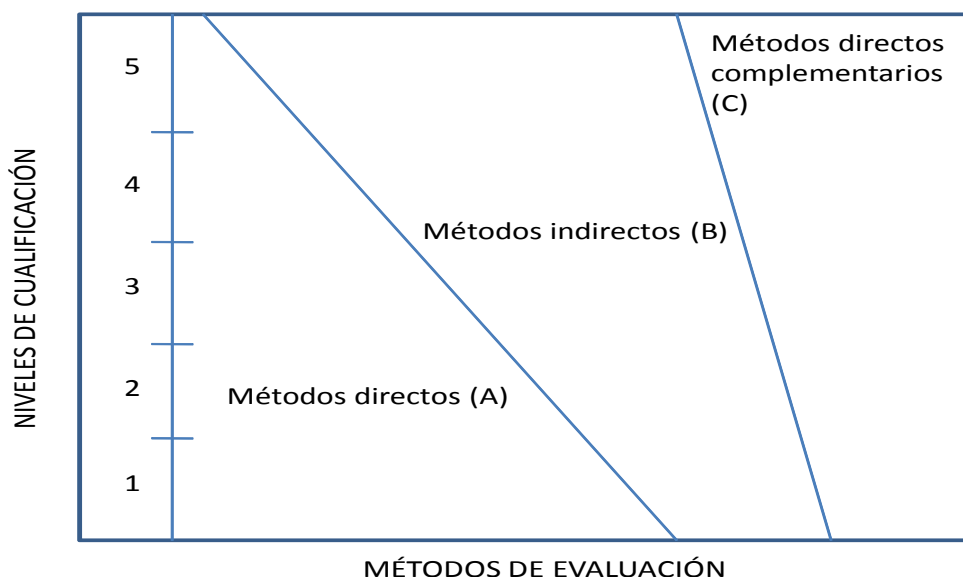 NIVELES DE CUALIFICACIÓN
5
4
3
2
1
Métodos directos (A)
Métodos indirectos (B)
Métodos directos
complementarios
(C)
MÉTODOS DE EVALUACIÓN